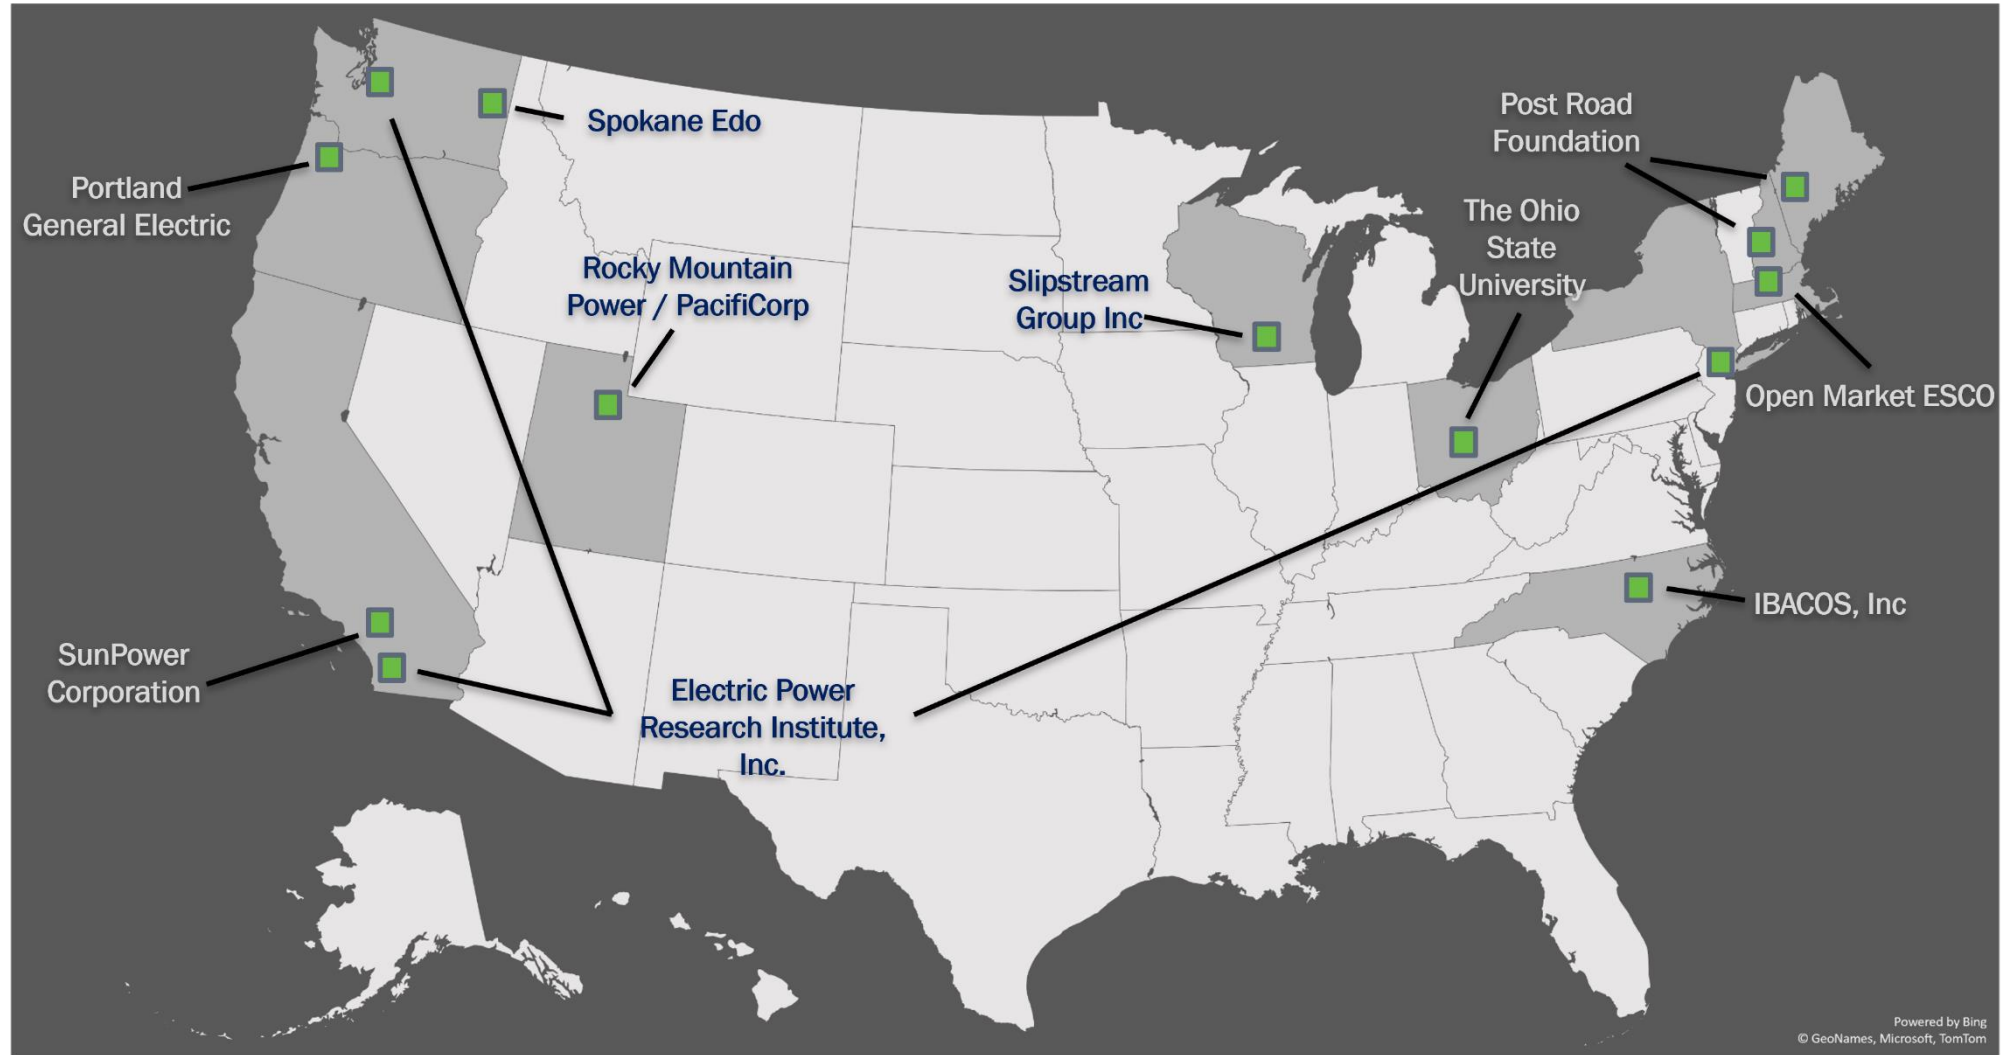 Spokane Edo
Post Road
Foundation
Portland
General Electric
The Ohio
State
University
Rocky Mountain
Power / PacifiCorp
Slipstream
Group Inc
Open Market ESCO
IBACOS, Inc
SunPower
Corporation
Electric Power
Research Institute,
Inc.
Powered by Bing
© GeoNames, Microsoft, TomTom